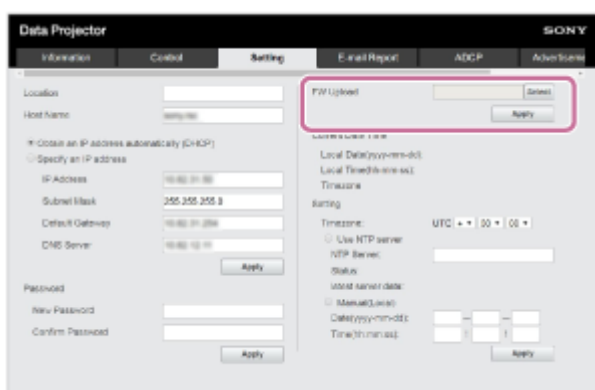 Data Projector
SONY
Information Control Setting E-mail Report ADCP Advertiseme
Location
Host Name
Obtain an IP address automatically (DHCP)
Specify an IP address
IP Address
Subnet Mask 255.255.255.0
Default Gateway
DNS Server
Apply
Password
New Password
Confirm Password
Apply
FW Upload Select
Apply
Current Date Time
Local Date(yyyy-mm-dd):
Local Time(hh:mm:ss):
Timezone
Setting
Timezone: UTC + 00 00
Use NTP server
NTP Server:
Status:
Manual(Local)
Date(yyyy-mm-dd):
Time(hh:mm:ss):
: :
Apply